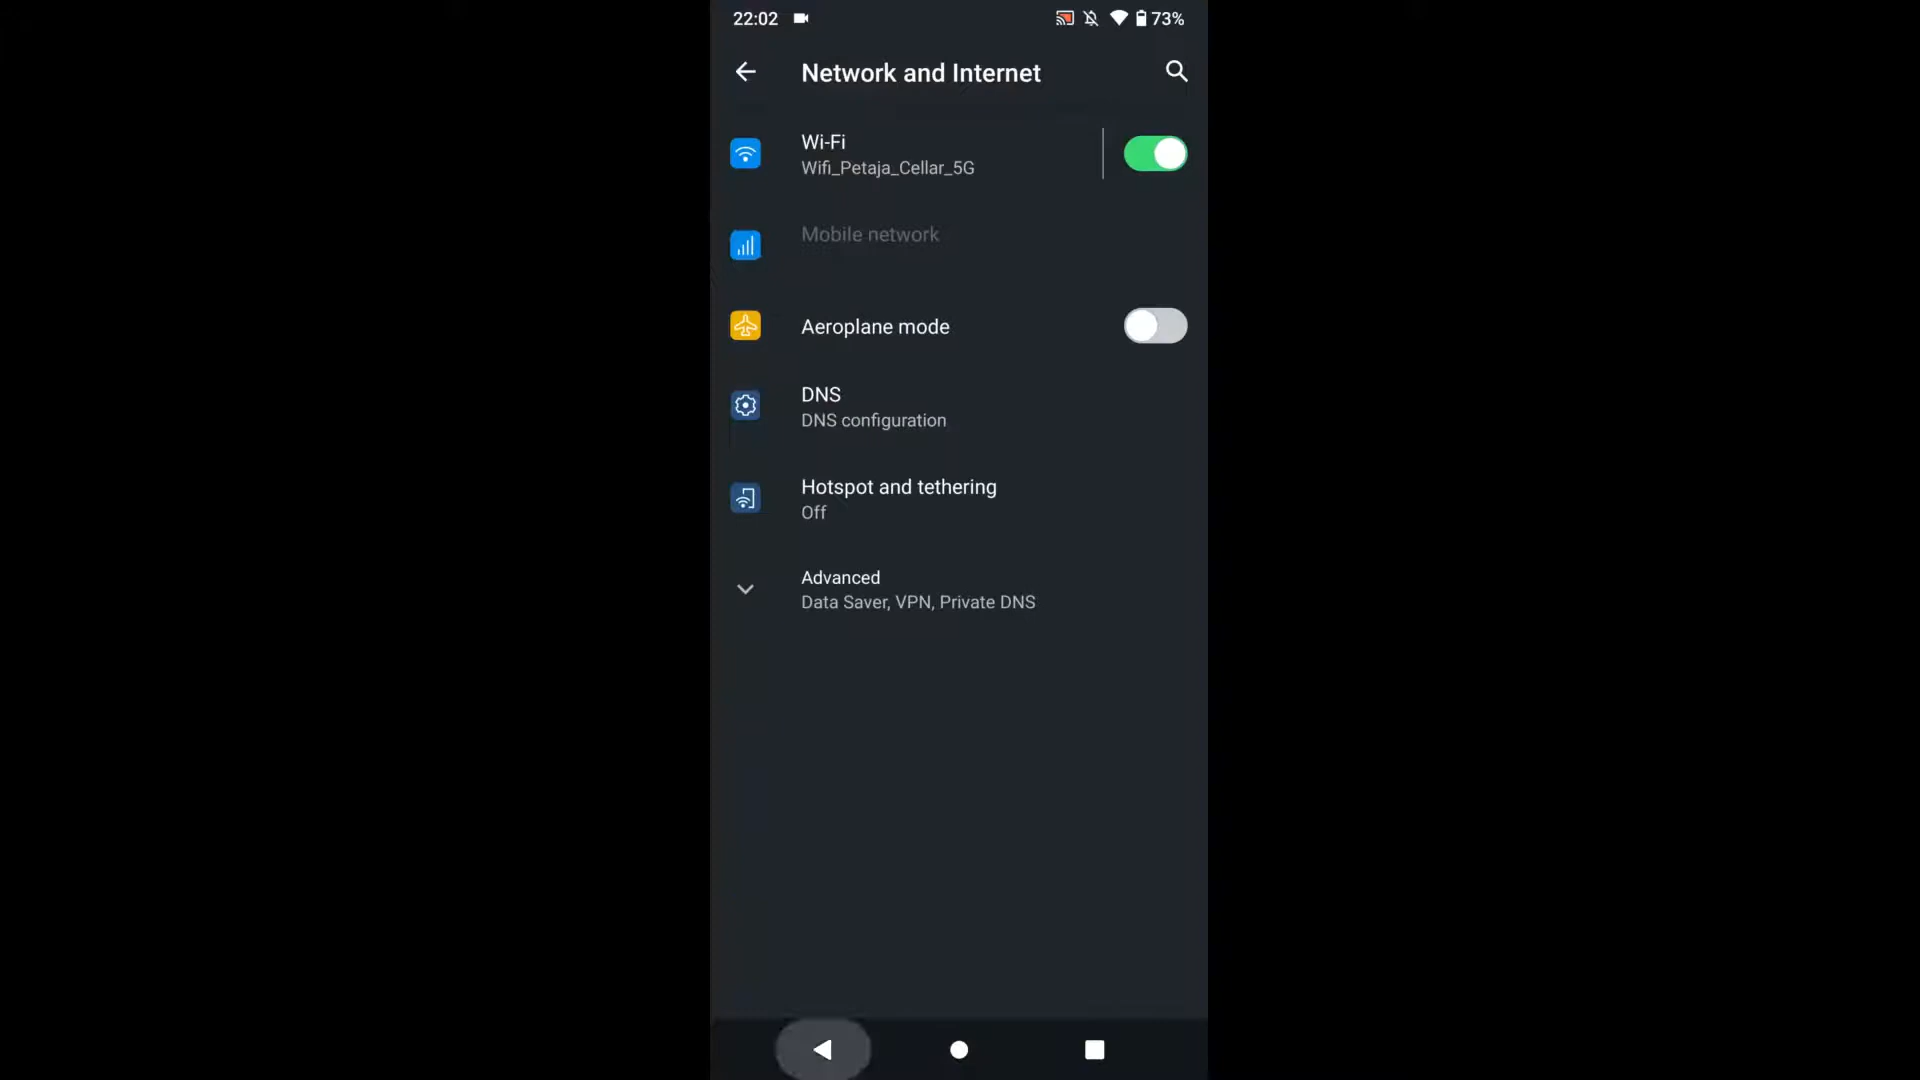 22:02
73%
Network and Internet
Wi-Fi
Wifi_Petaja_Cellar_5G
Mobile network
Aeroplane mode
DNS
DNS configuration
Hotspot and tethering
Off
Advanced
Data Saver, VPN, Private DNS